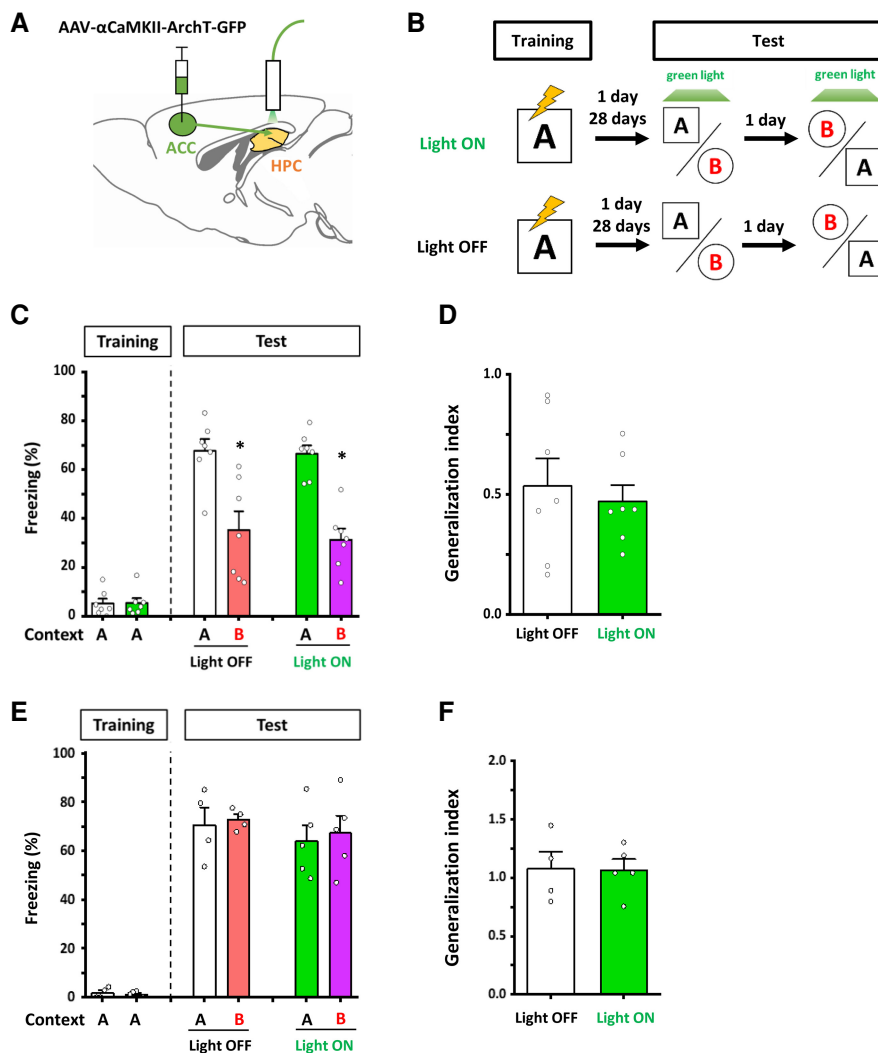 A
AAV-αCaMKII-ArchT-GFP
ACC
HPC
B
Training
Test
green light
green light
Light ON
A
1 day
28 days
A
B
1 day
B
A
Light OFF
A
1 day
28 days
A
B
1 day
B
A
C
Training
Test
Freezing (%)
100
80
60
40
20
0
Context
A
A
A
B
A
B
Light OFF
Light ON
D
Generalization index
1.0
0.5
0.0
Light OFF
Light ON
E
Training
Test
Freezing (%)
100
80
60
40
20
0
Context
A
A
A
B
A
B
Light OFF
Light ON
F
Generalization index
2.0
1.5
1.0
0.5
0.0
Light OFF
Light ON